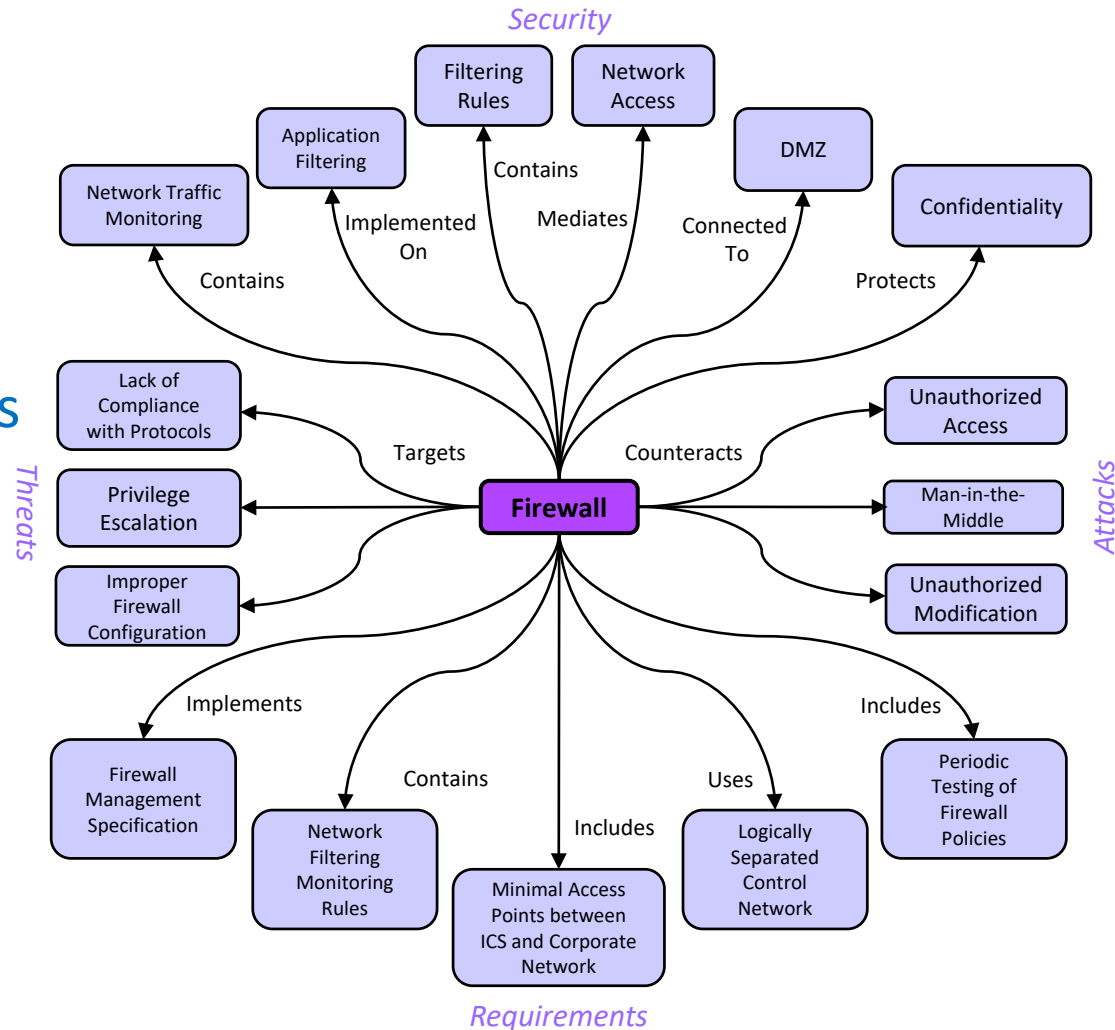 Security
Filtering
Rules
Network
Access
Application
Filtering
DMZ
Network Traffic
Monitoring
Confidentiality
Contains
Mediates
Implemented
On
Connected
To
Contains
Protects
Lack of
Compliance
with Protocols
s
Unauthorized
Access
Targets
Counteracts
Threats
Privilege
Escalation
Firewall
Man-in-the-
Middle
Attacks
Improper
Firewall
Configuration
Unauthorized
Modification
Implements
Includes
Contains
Uses
Includes
Firewall
Management
Specification
Network
Filtering
Monitoring
Rules
Minimal Access
Points between
ICS and Corporate
Network
Logically
Separated
Control
Network
Periodic
Testing of
Firewall
Policies
Requirements